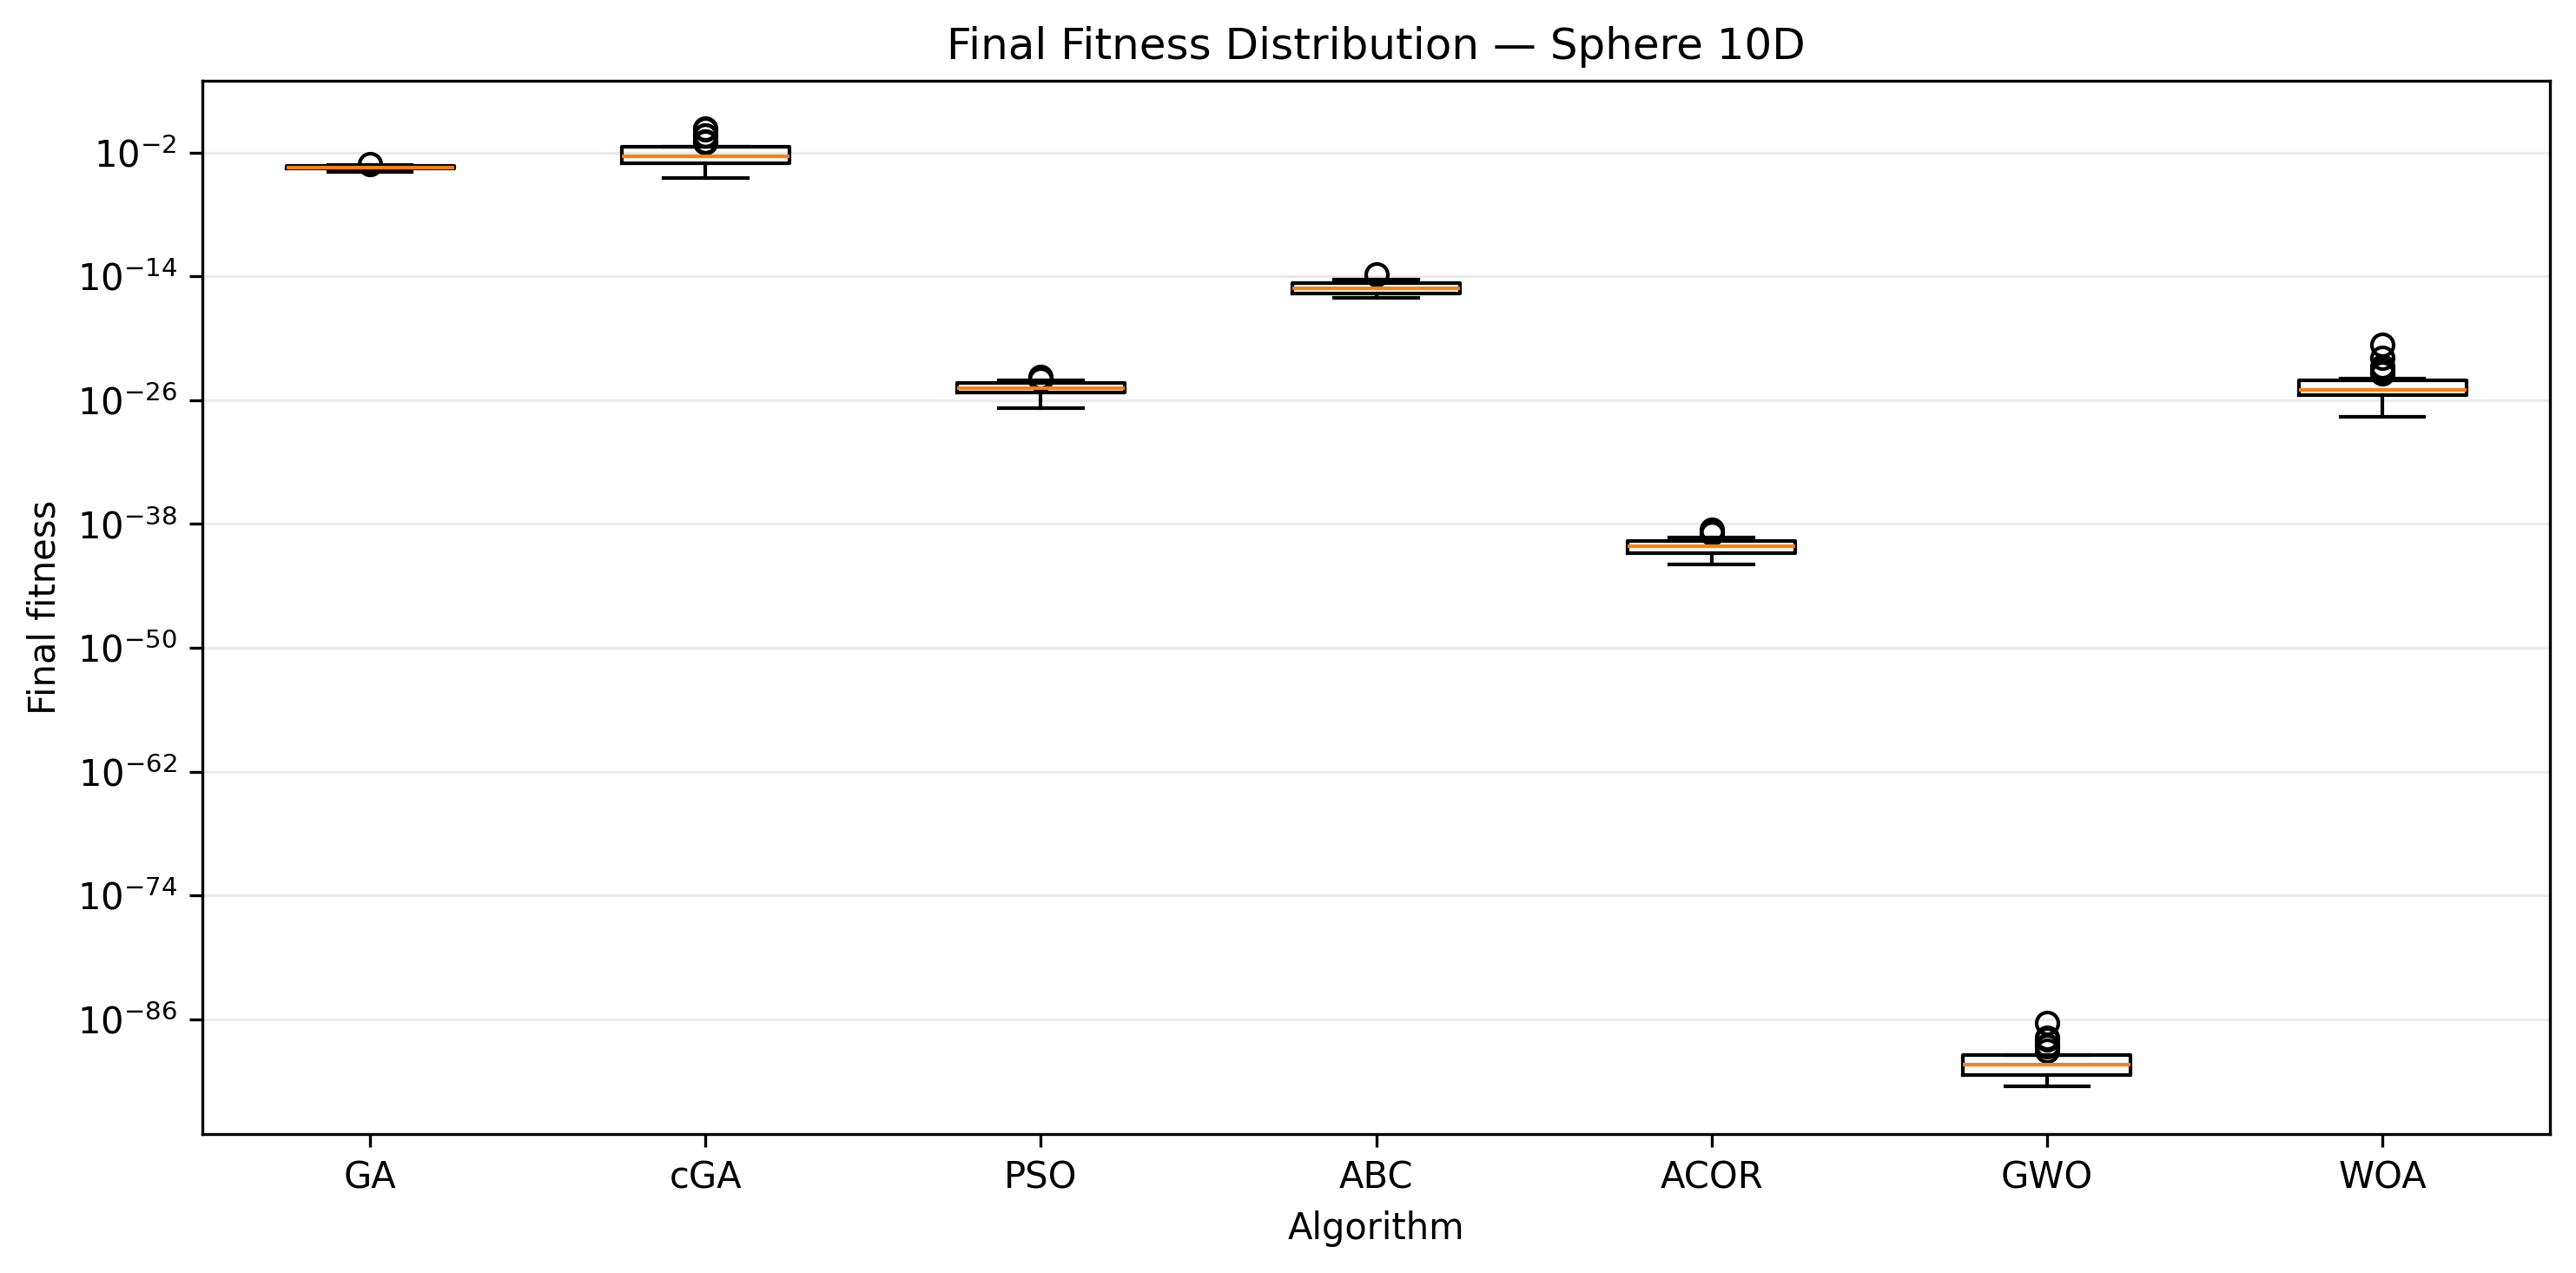 Final Fitness Distribution — Sphere 10D
Final fitness
10⁻²
10⁻¹⁴
10⁻²⁶
10⁻³⁸
10⁻⁵⁰
10⁻⁶²
10⁻⁷⁴
10⁻⁸⁶
GA cGA PSO ABC ACOR GWO WOA
Algorithm